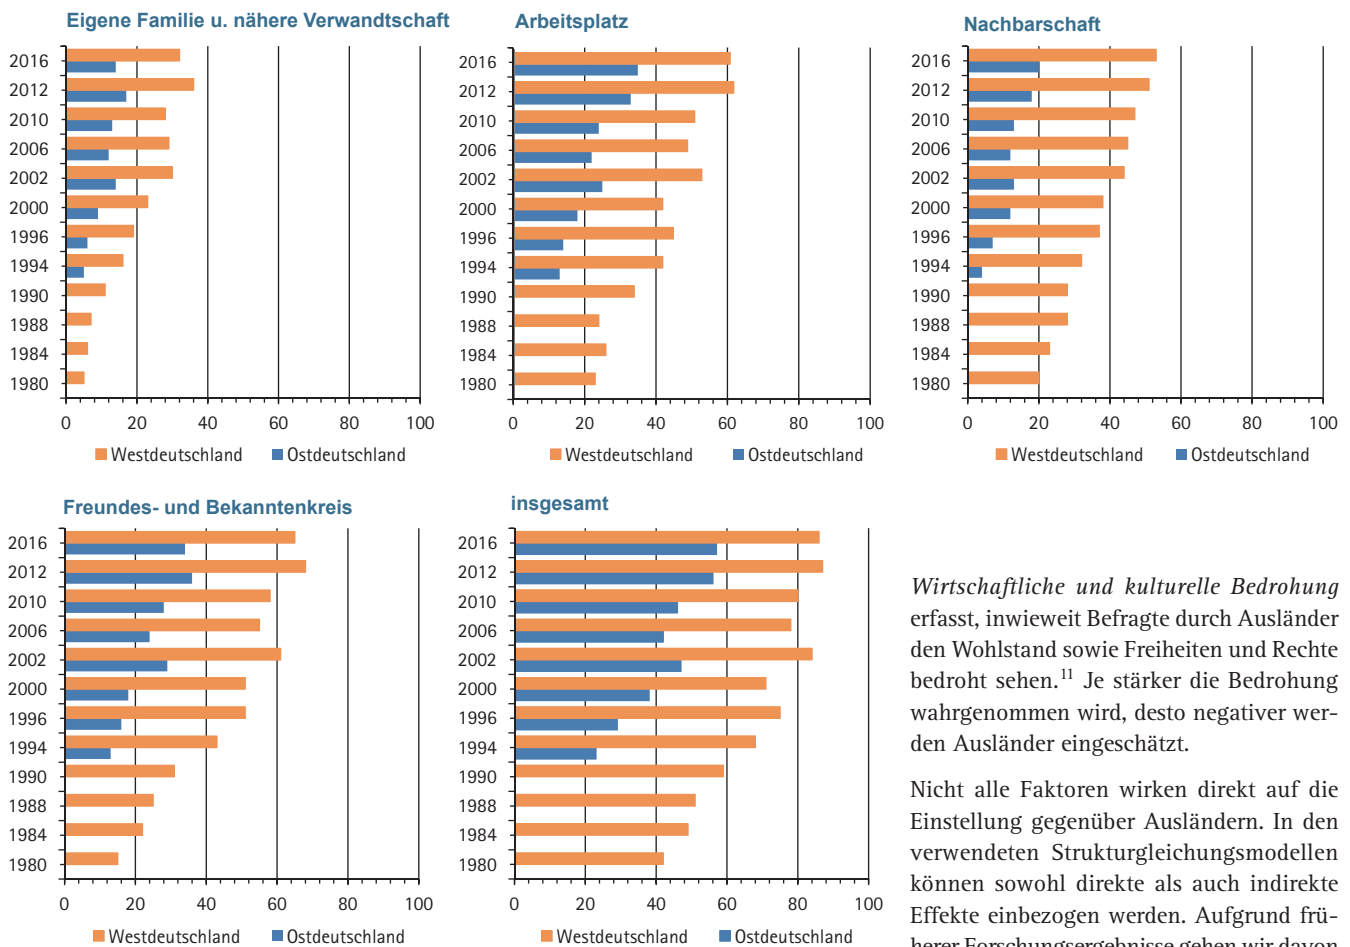 Eigene Familie u. nähere Verwandtschaft
2016
2012
2010
2006
2002
2000
1996
1994
1990
1988
1984
1980
0 20 40 60 80 100
Westdeutschland Ostdeutschland
Arbeitsplatz
2016
2012
2010
2006
2002
2000
1996
1994
1990
1988
1984
1980
0 20 40 60 80 100
Westdeutschland Ostdeutschland
Nachbarschaft
2016
2012
2010
2006
2002
2000
1996
1994
1990
1988
1984
1980
0 20 40 60 80 100
Westdeutschland Ostdeutschland
Freundes- und Bekanntenkreis
2016
2012
2010
2006
2002
2000
1996
1994
1990
1988
1984
1980
0 20 40 60 80 100
Westdeutschland Ostdeutschland
insgesamt
2016
2012
2010
2006
2002
2000
1996
1994
1990
1988
1984
1980
0 20 40 60 80 100
Westdeutschland Ostdeutschland
Wirtschaftliche und kulturelle Bedrohung
erfasst, inwieweit Befragte durch Ausländer
den Wohlstand sowie Freiheiten und Rechte
bedroht sehen.11 Je stärker die Bedrohung
wahrgenommen wird, desto negativer wer-
den Ausländer eingeschätzt.
Nicht alle Faktoren wirken direkt auf die
Einstellung gegenüber Ausländern. In den
verwendeten Strukturgleichungsmodellen
können sowohl direkte als auch indirekte
Effekte einbezogen werden. Aufgrund frü-
herer Forschungsergebnisse gehen wir davon